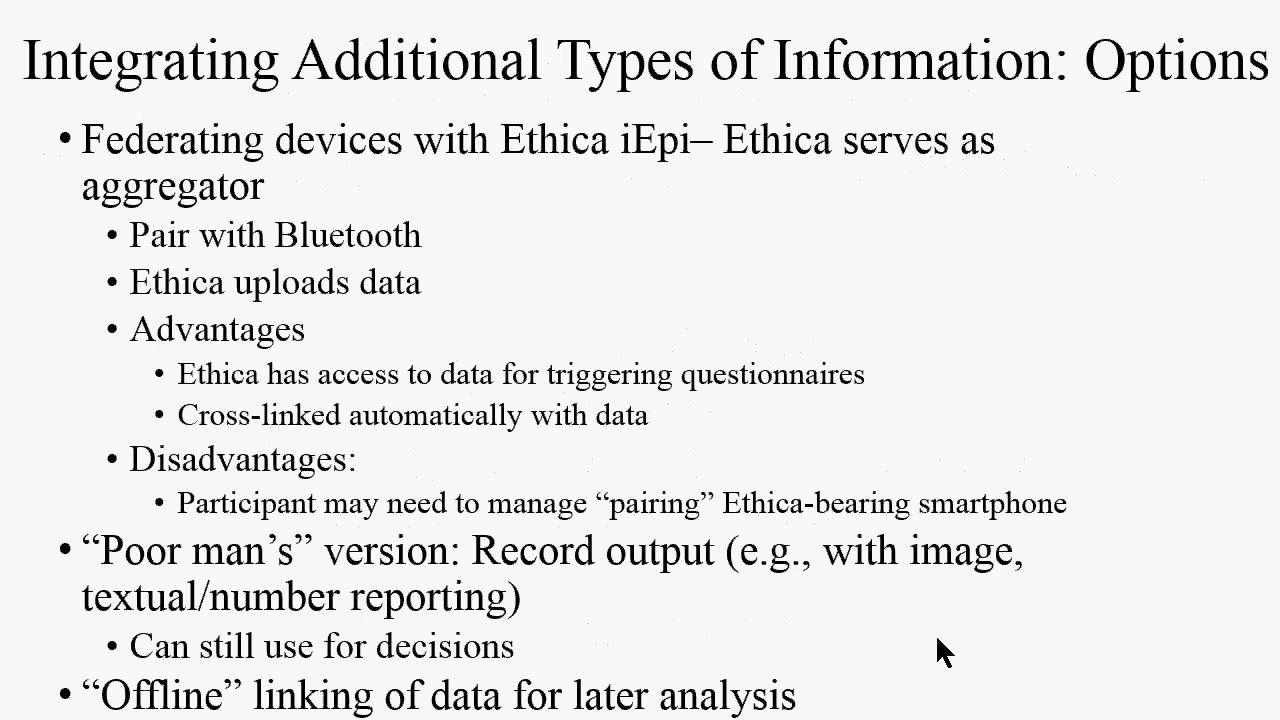 Integrating Additional Types of Information: Options
• Federating devices with Ethica iEpi– Ethica serves as
aggregator
• Pair with Bluetooth
• Ethica uploads data
• Advantages
• Ethica has access to data for triggering questionnaires
• Cross-linked automatically with data
• Disadvantages:
• Participant may need to manage “pairing” Ethica-bearing smartphone
• “Poor man’s” version: Record output (e.g., with image,
textual/number reporting)
• Can still use for decisions
• “Offline” linking of data for later analysis